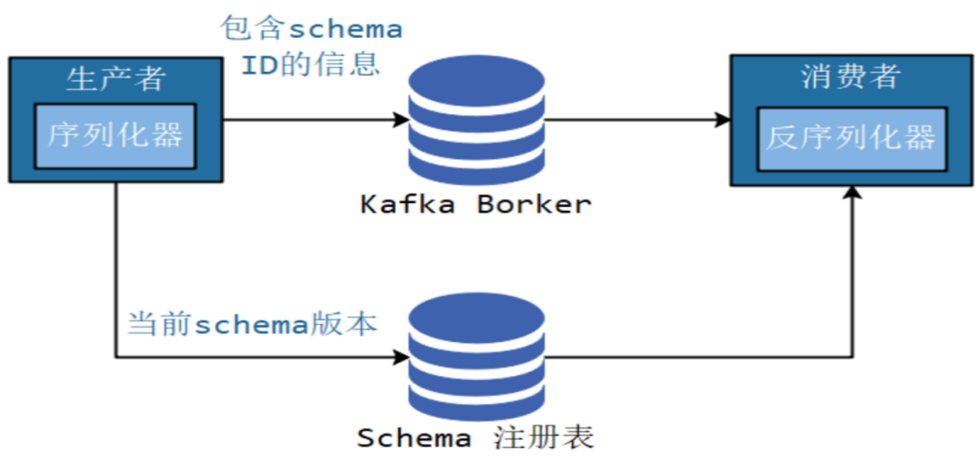 包含schema
ID的信息
生产者
序列化器
消费者
反序列化器
Kafka Borker
当前schema版本
Schema 注册表